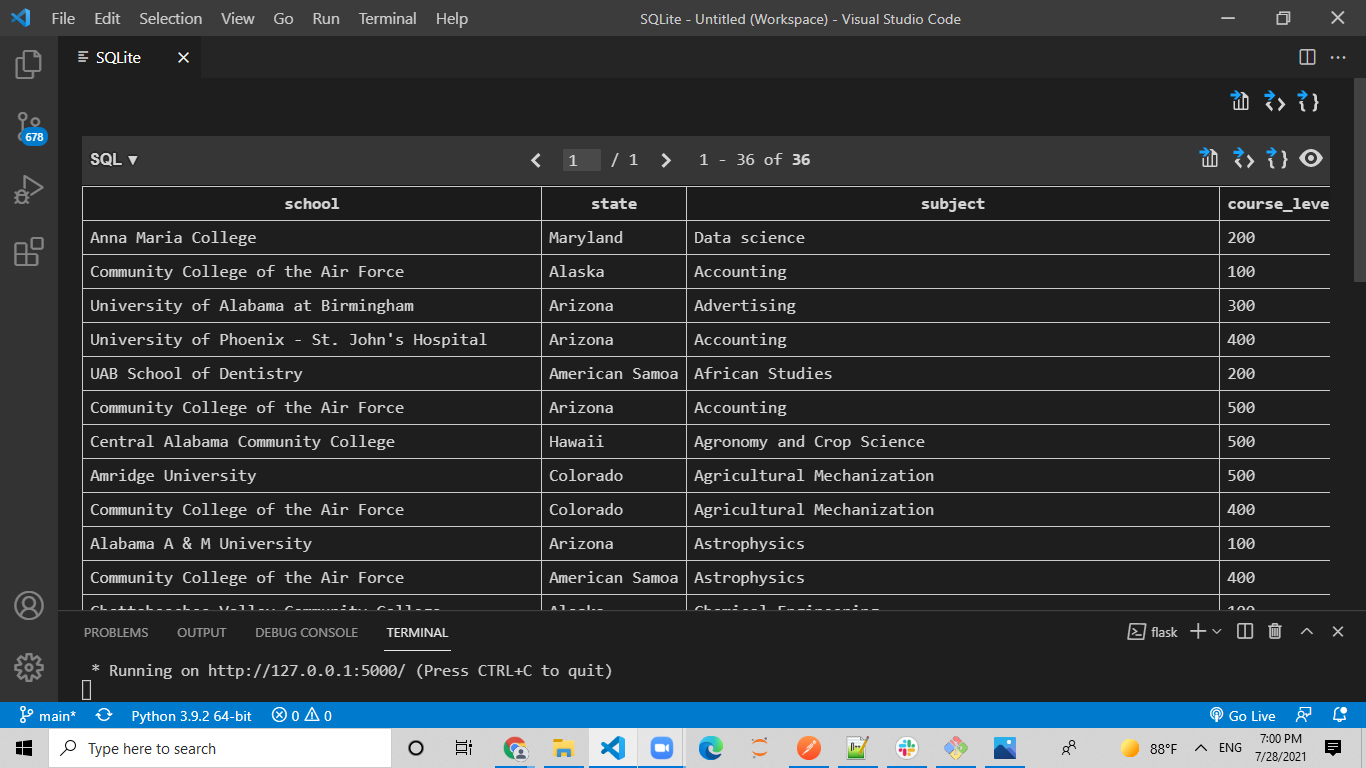 File Edit Selection View Go Run Terminal Help SQLite - Untitled (Workspace) - Visual Studio Code
SQLite
678
SQL ▼ 1 / 1 1 - 36 of 36
school state subject course_leve
Anna Maria College Maryland Data science 200
Community College of the Air Force Alaska Accounting 100
University of Alabama at Birmingham Arizona Advertising 300
University of Phoenix - St. John's Hospital Arizona Accounting 400
UAB School of Dentistry American Samoa African Studies 200
Community College of the Air Force Arizona Accounting 500
Central Alabama Community College Hawaii Agronomy and Crop Science 500
Amridge University Colorado Agricultural Mechanization 500
Community College of the Air Force Colorado Agricultural Mechanization 400
Alabama A & M University Arizona Astrophysics 100
Community College of the Air Force American Samoa Astrophysics 400
Chattahoochee Valley Community College Alaska Chemical Engineering 100
PROBLEMS OUTPUT DEBUG CONSOLE TERMINAL flask
* Running on http://127.0.0.1:5000/ (Press CTRL+C to quit)
main* Python 3.9.2 64-bit 0 0 Go Live
Type here to search 88°F ENG 7:00 PM
7/28/2021